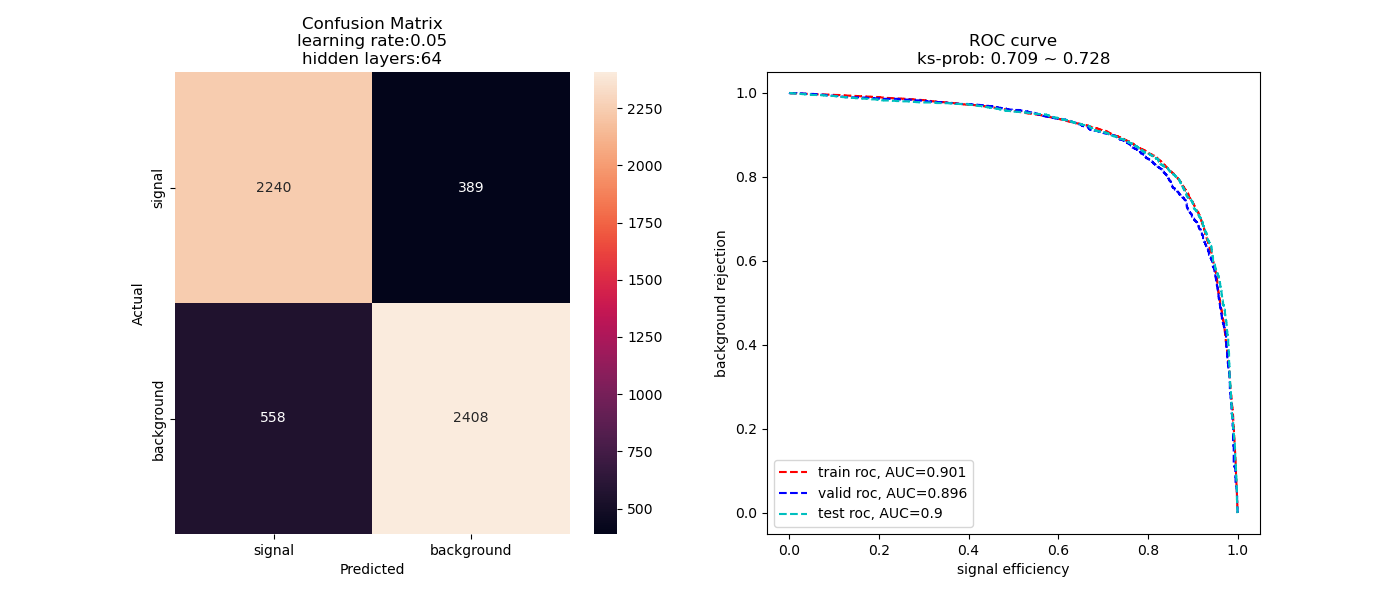 Confusion Matrix
learning rate:0.05
hidden layers:64
signal
background
Actual
2240
389
558
2408
signal
background
Predicted
2250
2000
1750
1500
1250
1000
750
500
ROC curve
ks-prob: 0.709 ~ 0.728
background rejection
1.0
0.8
0.6
0.4
0.2
0.0
train roc, AUC=0.901
valid roc, AUC=0.896
test roc, AUC=0.9
0.0
0.2
0.4
0.6
0.8
1.0
signal efficiency